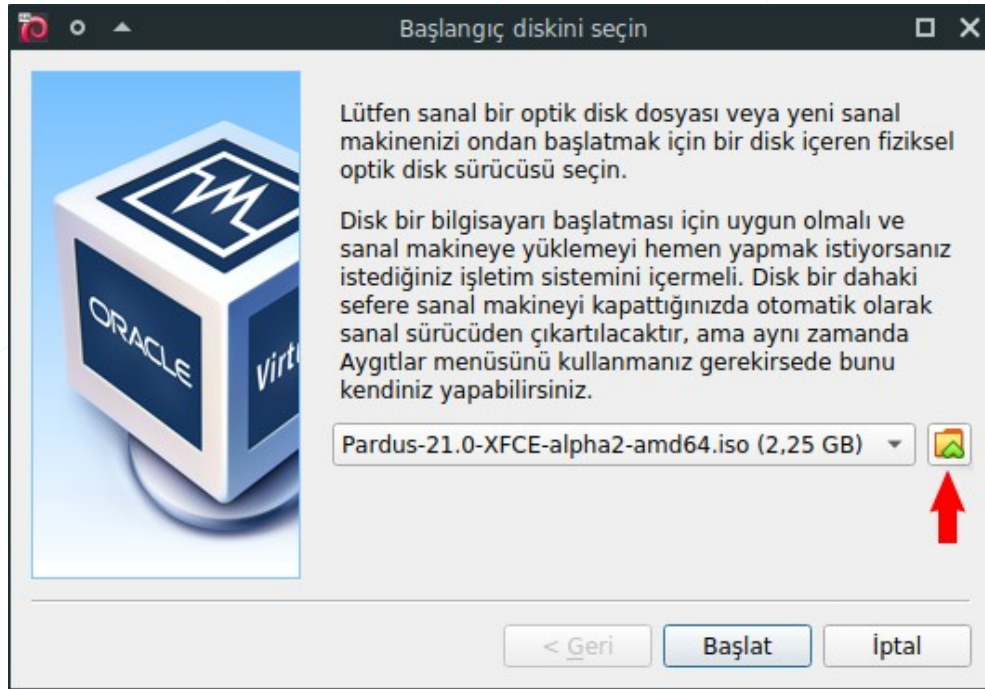 Başlangıç diskini seçin
Lütfen sanal bir optik disk dosyası veya yeni sanal
makinenizi ondan başlatmak için bir disk içeren fiziksel
optik disk sürücüsü seçin.
Disk bir bilgisayarı başlatması için uygun olmalı ve
sanal makineye yüklemeyi hemen yapmak istiyorsanız
istediğiniz işletim sistemini içermeli. Disk bir dahaki
sefere sanal makineyi kapattığınızda otomatik olarak
sanal sürücüden çıkartılacaktır, ama aynı zamanda
Aygıtlar menüsünü kullanmanız gerekirsede bunu
kendiniz yapabilirsiniz.
ORACLE
Virtu
Pardus-21.0-XFCE-alpha2-amd64.iso (2,25 GB)
< Geri
Başlat
İptal